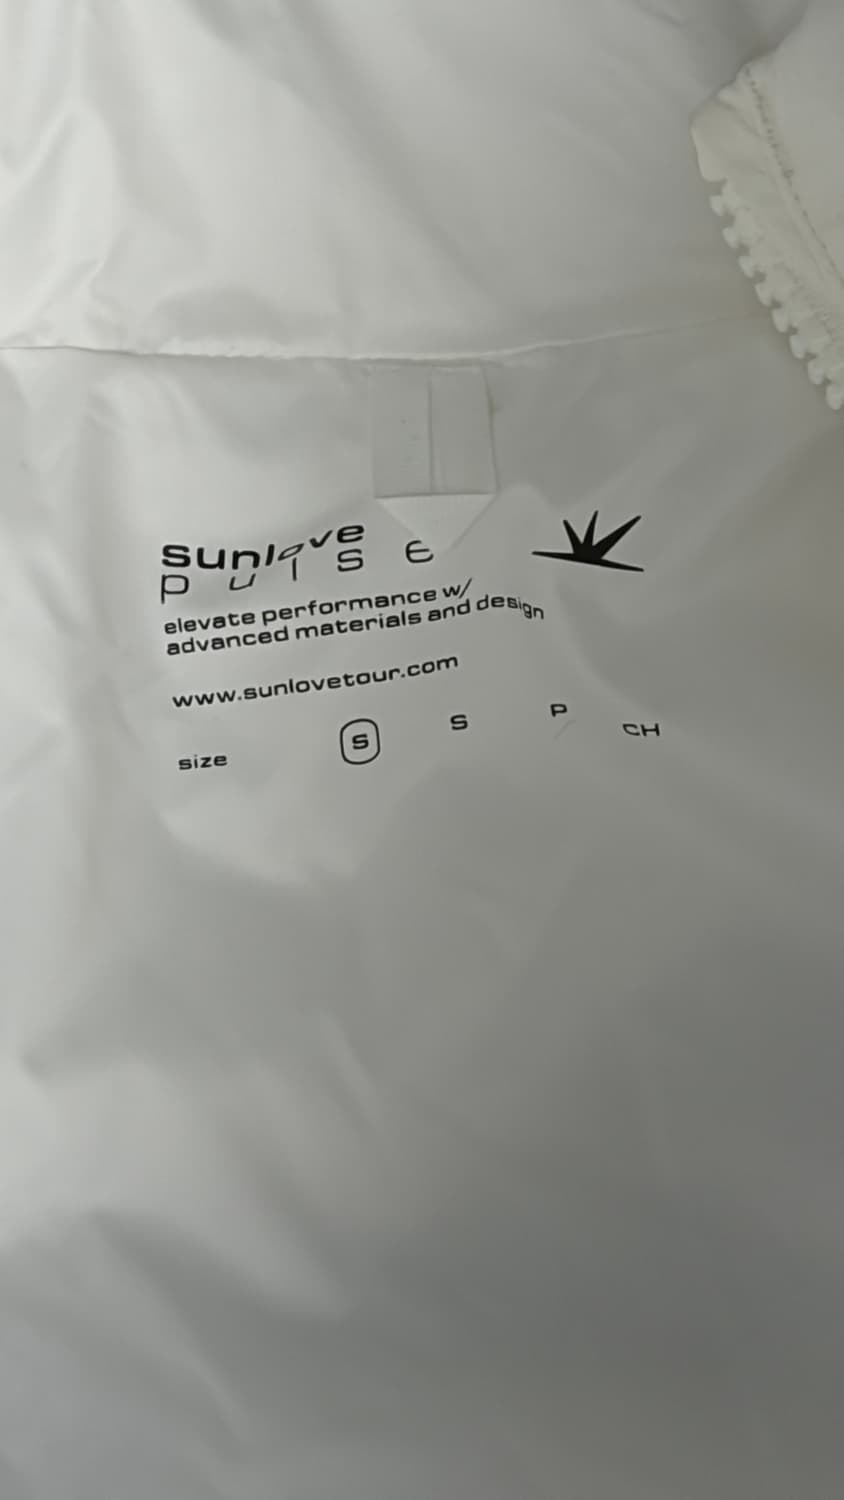 sunlove
pulse
elevate performance w/
advanced materials and design
www.sunlovetour.com
size S S P CH